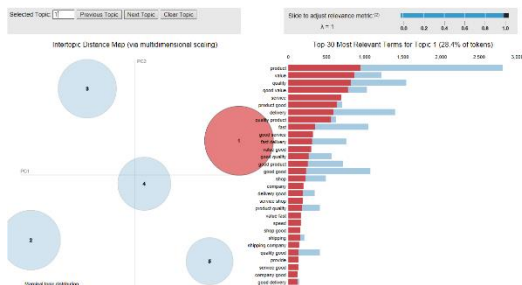 Selected Topic: 1 Previous Topic Next Topic Clear Topic
Slide to adjust relevance metric:(2)
λ = 1
0.0 0.2 0.4 0.6 0.8 1.0
Intertopic Distance Map (via multidimensional scaling)
PC2
PC1
3
1
4
2
5
Marginal topic distribution
Top 30 Most Relevant Terms for Topic 1 (28.4% of tokens)
0 500 1,000 1,500 2,000 2,500 3,000
product
value
quality
good value
service
product good
delivery
quality product
fast
good service
fast delivery
value good
good quality
good product
good good
shop
company
delivery good
service shop
product quality
value fast
speed
shop good
shipping
shipping company
quality good
provide
service good
company good
good delivery